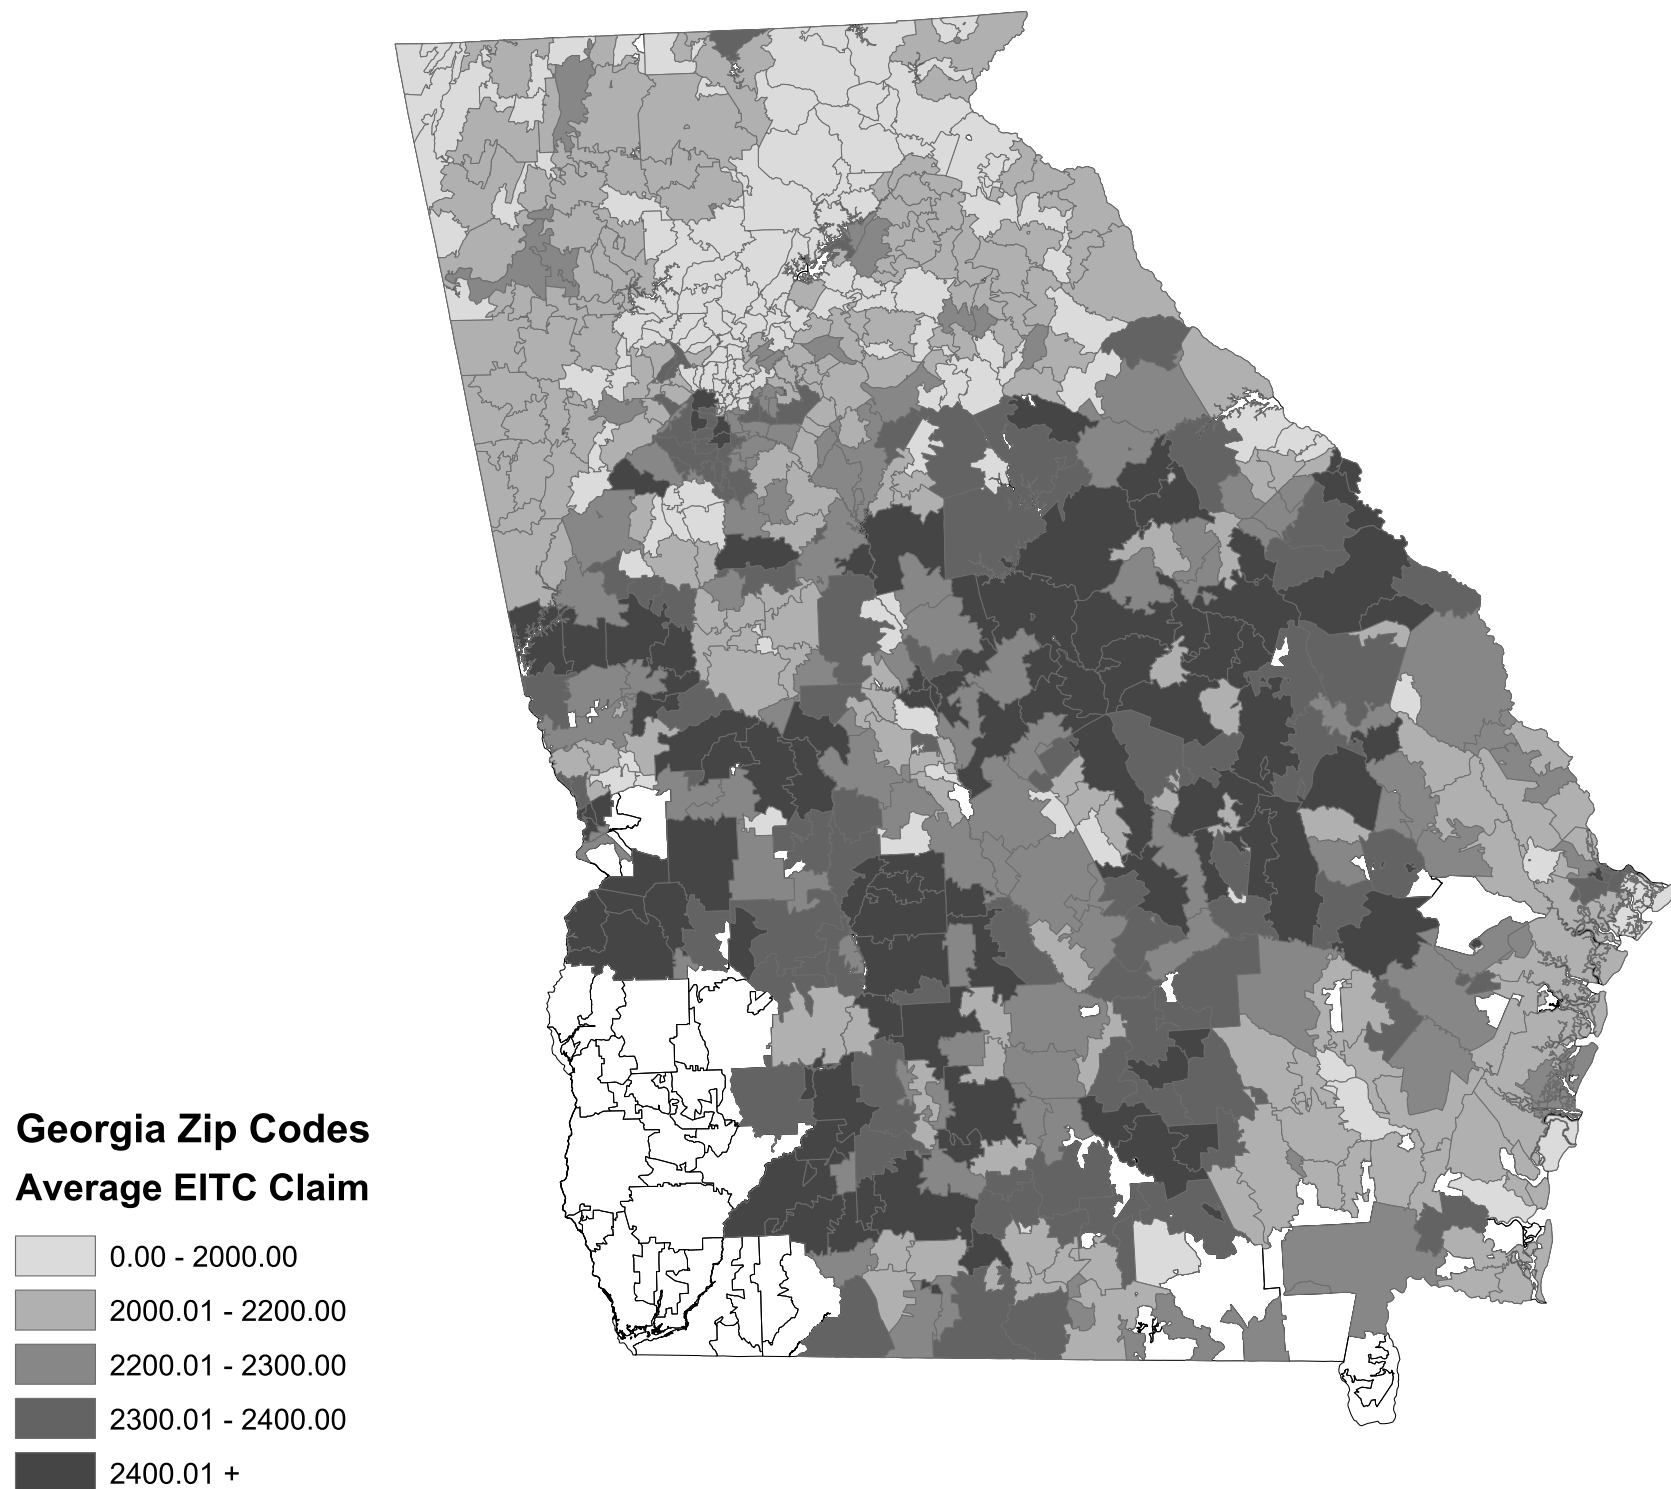 Georgia Zip Codes
Average EITC Claim
0.00 - 2000.00
2000.01 - 2200.00
2200.01 - 2300.00
2300.01 - 2400.00
2400.01 +